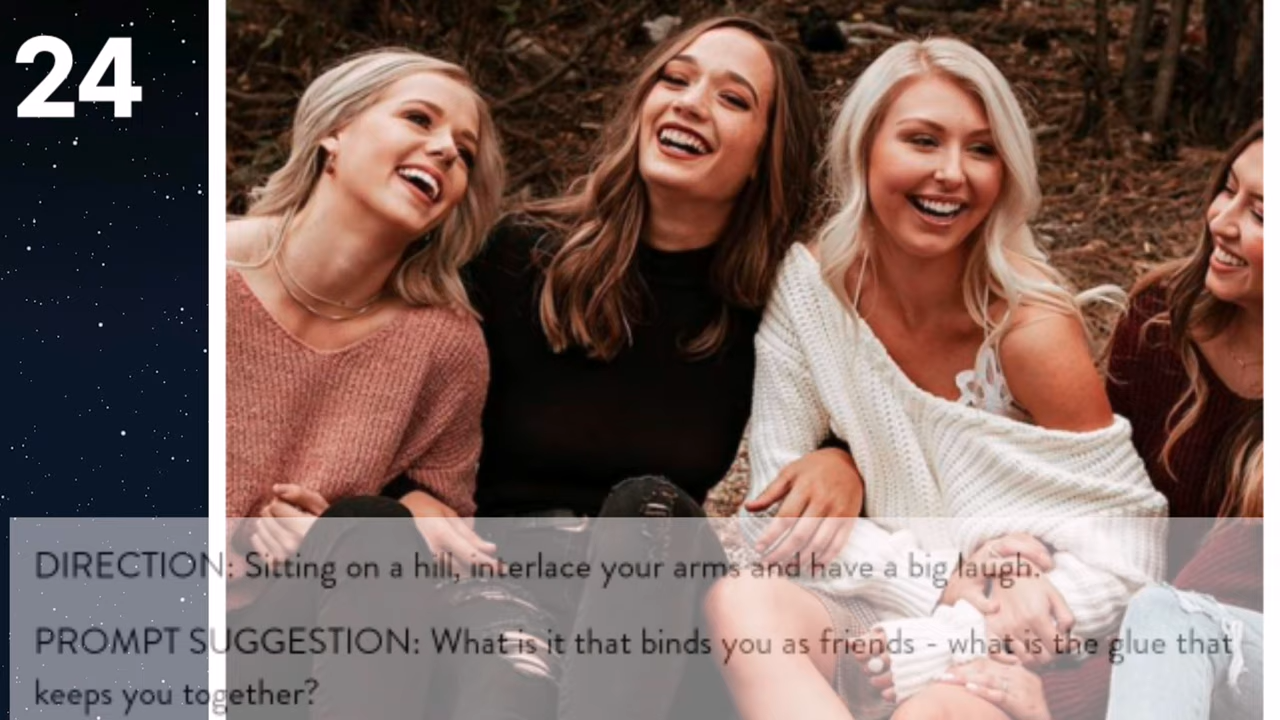 24
DIRECTION: Sitting on a hill, interlace your arms and have a big laugh.
PROMPT SUGGESTION: What is it that binds you as friends - what is the glue that
keeps you together?